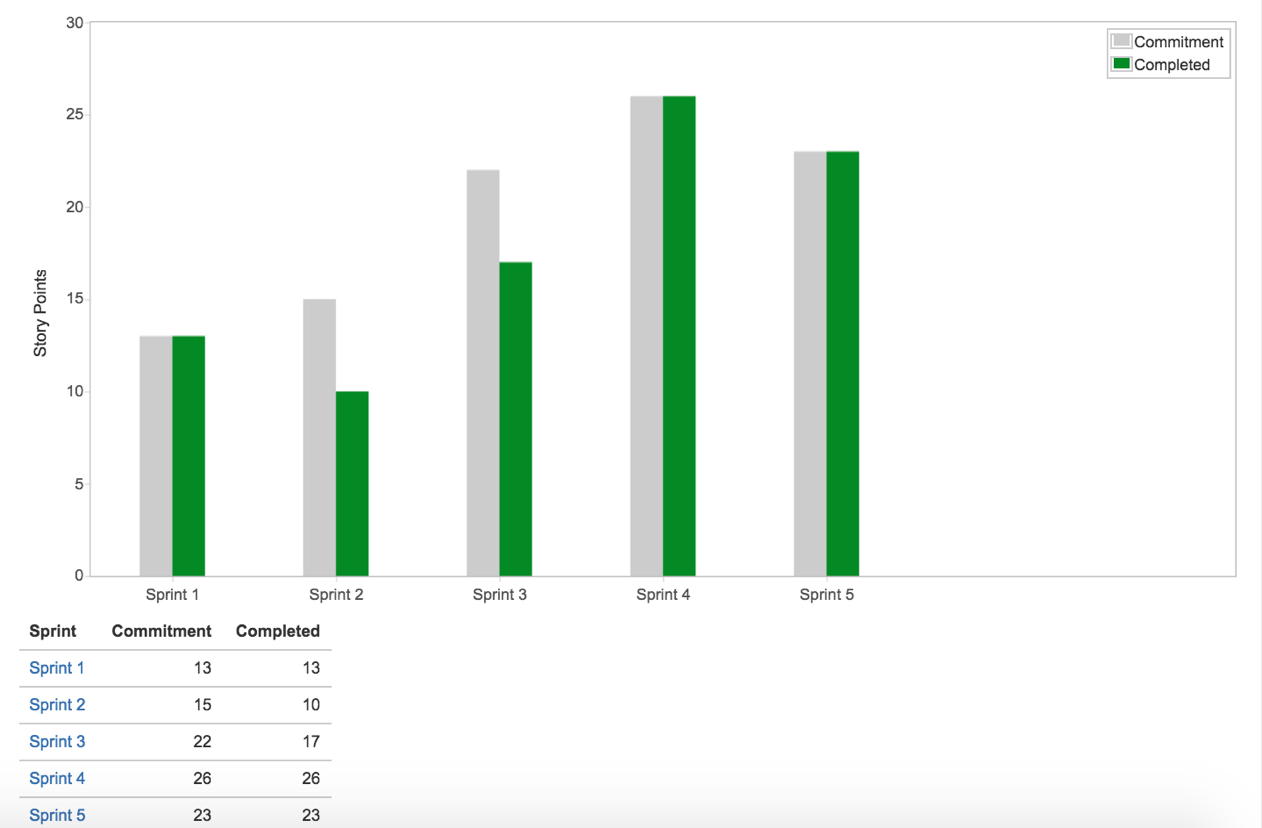 30
Commitment
Completed
25
20
15
10
5
0
Story Points
Sprint 1 Sprint 2 Sprint 3 Sprint 4 Sprint 5
Sprint Commitment Completed
Sprint 1 13 13
Sprint 2 15 10
Sprint 3 22 17
Sprint 4 26 26
Sprint 5 23 23